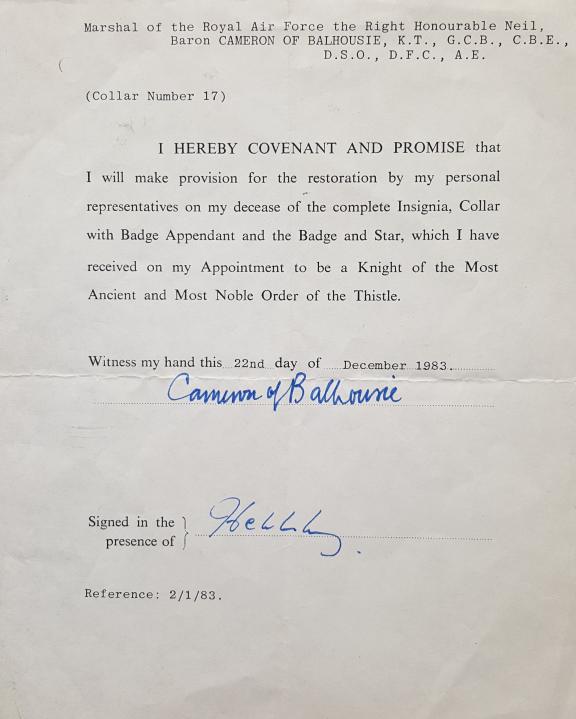 Marshal of the Royal Air Force the Right Honourable Neil,
Baron CAMERON OF BALHOUSIE, K.T., G.C.B., C.B.E.,
D.S.O., D.F.C., A.E.
(
(Collar Number 17)
I HEREBY COVENANT AND PROMISE that
I will make provision for the restoration by my personal
representatives on my decease of the complete Insignia, Collar
with Badge Appendant and the Badge and Star, which I have
received on my Appointment to be a Knight of the Most
Ancient and Most Noble Order of the Thistle.
Witness my hand this 22nd day of December 1983.
Cameron of Balhousie
Signed in the
presence of
Reference: 2/1/83.